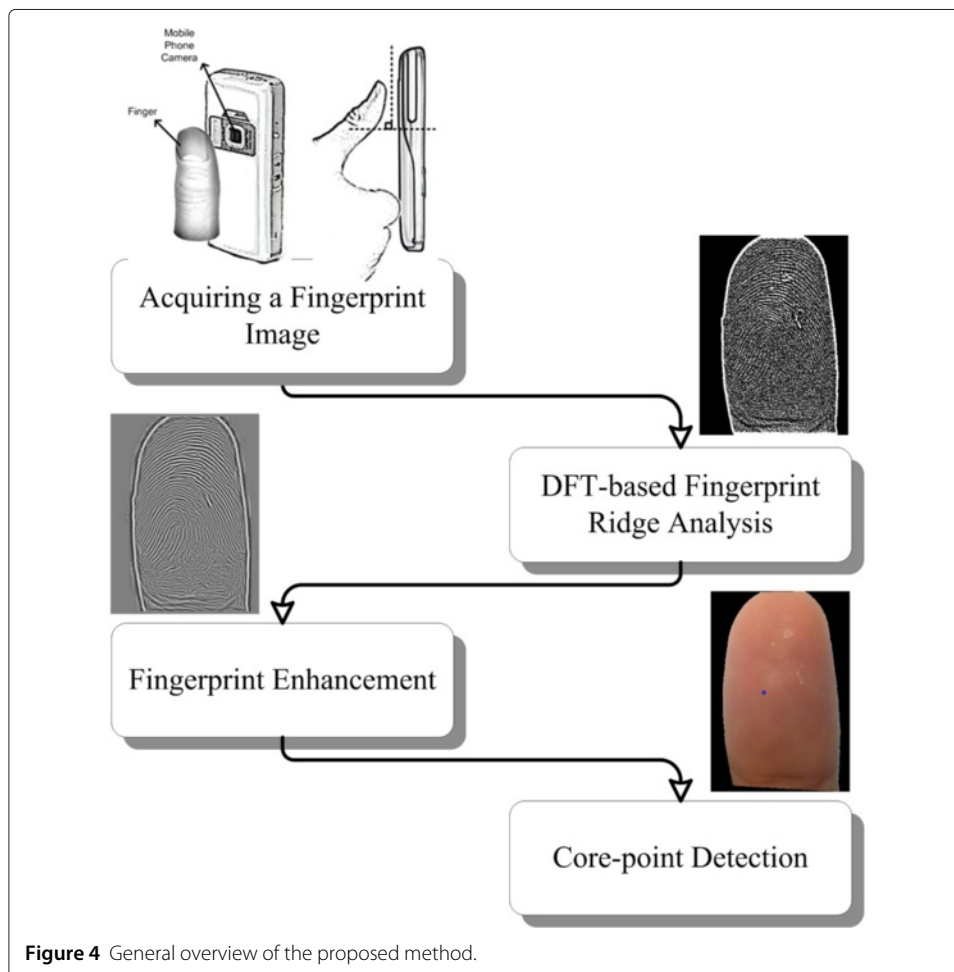 Mobile
Phone
Camera
Finger
Acquiring a Fingerprint
Image
DFT-based Fingerprint
Ridge Analysis
Fingerprint Enhancement
Core-point Detection
Figure 4 General overview of the proposed method.